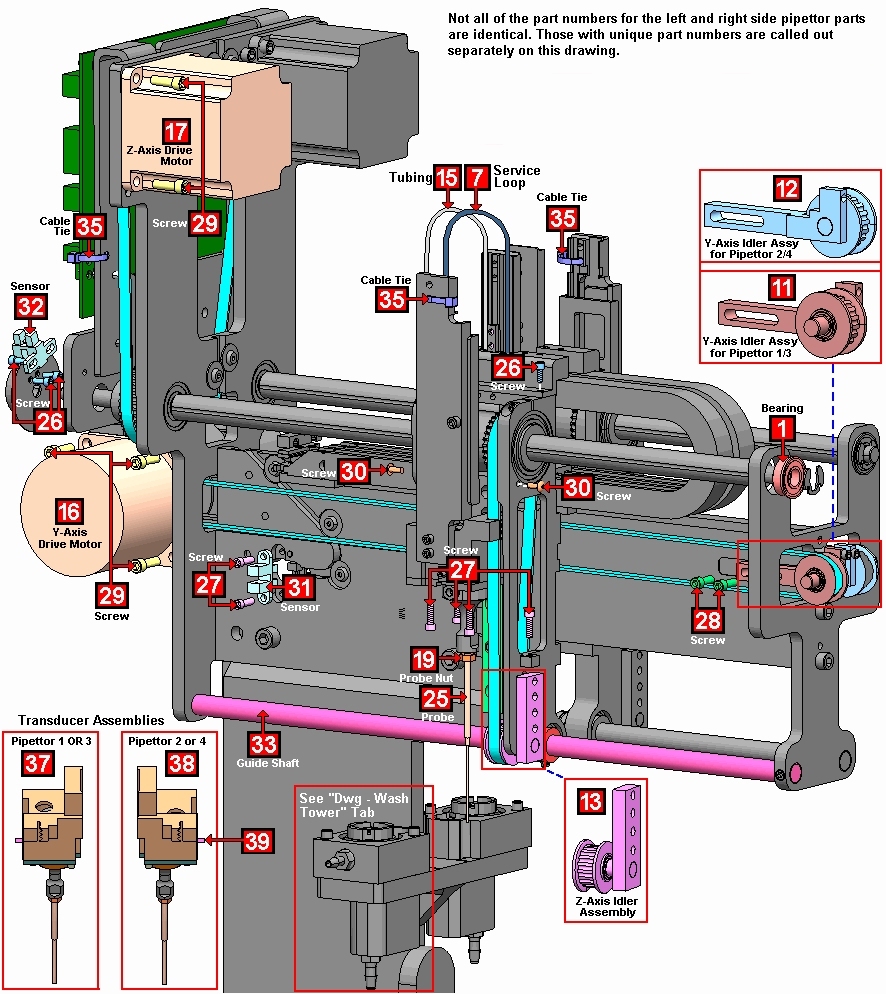 Not all of the part numbers for the left and right side pipettor parts
are identical. Those with unique part numbers are called out
separately on this drawing.
17
Z-Axis Drive
Motor
Screw 29
Cable
Tie 35
Sensor
32
Screw
26
16
Y-Axis
Drive Motor
29
Screw
Tubing 15
7 Service
Loop
Cable Tie
35
Cable Tie
35
12
Y-Axis Idler Assy
for Pipettor 2/4
11
Y-Axis Idler Assy
for Pipettor 1/3
26
Screw
Bearing
1
Screw 30
30 Screw
Screw
27
31
Sensor
Screw
27
28
Screw
19
Probe Nut
25
Probe
33
Guide Shaft
Transducer Assemblies
Pipettor 1 OR 3
37
Pipettor 2 or 4
38
39
See "Dwg - Wash
Tower" Tab
13
Z-Axis Idler
Assembly